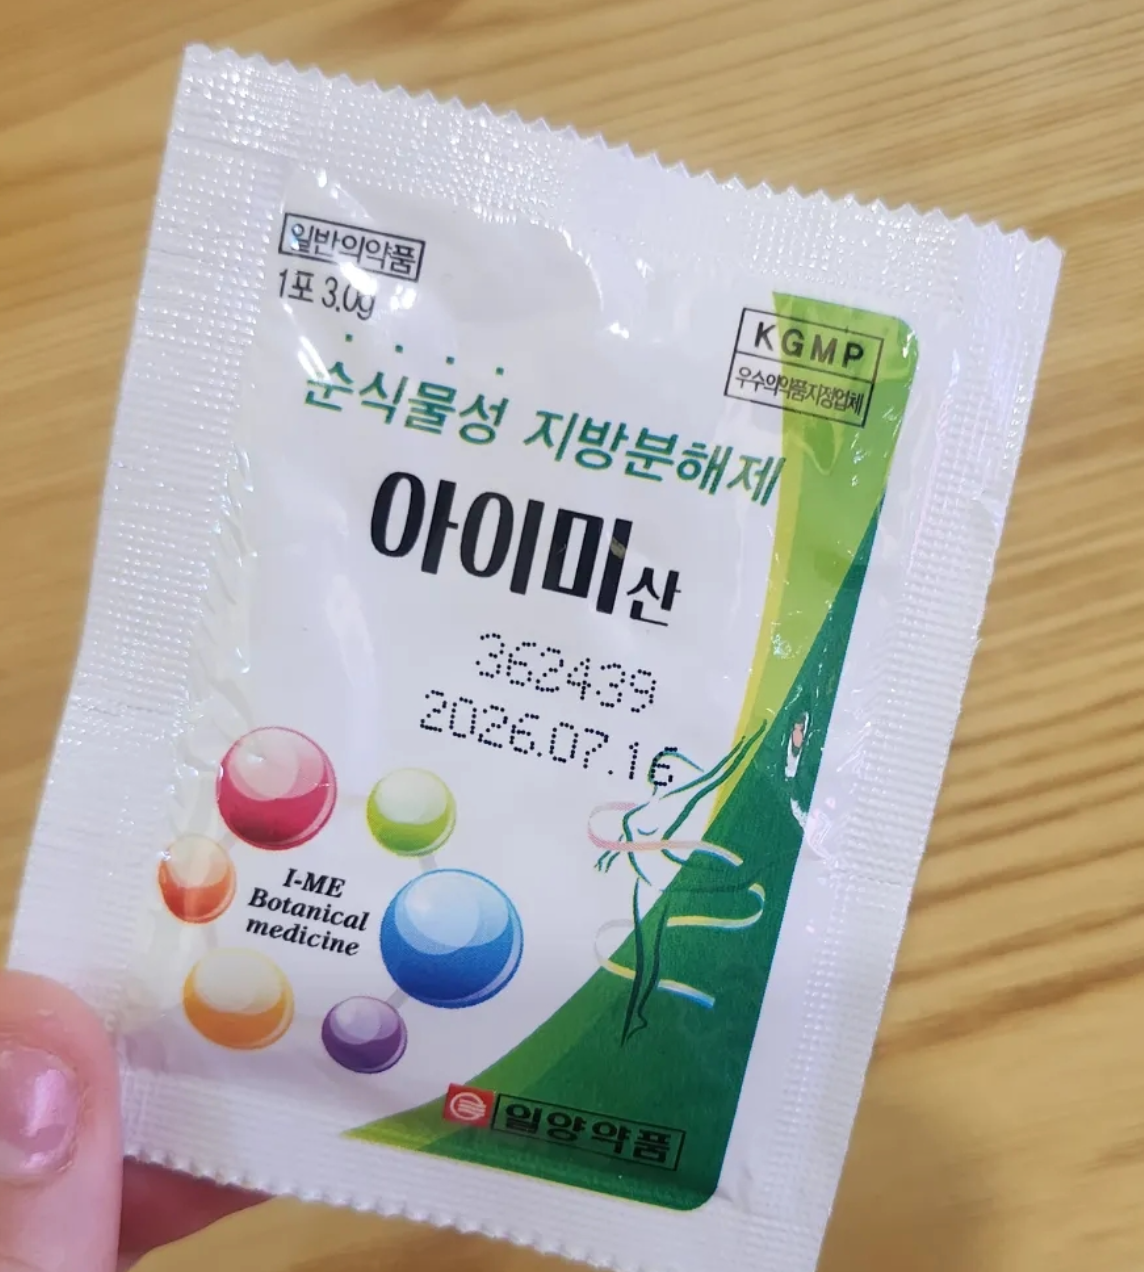 일반의약품
1포 3.0g
KGMP
우수의약품지정업체
순식물성 지방분해제
아이미산
362439
2026.07.16
I-ME
Botanical
medicine
일양약품